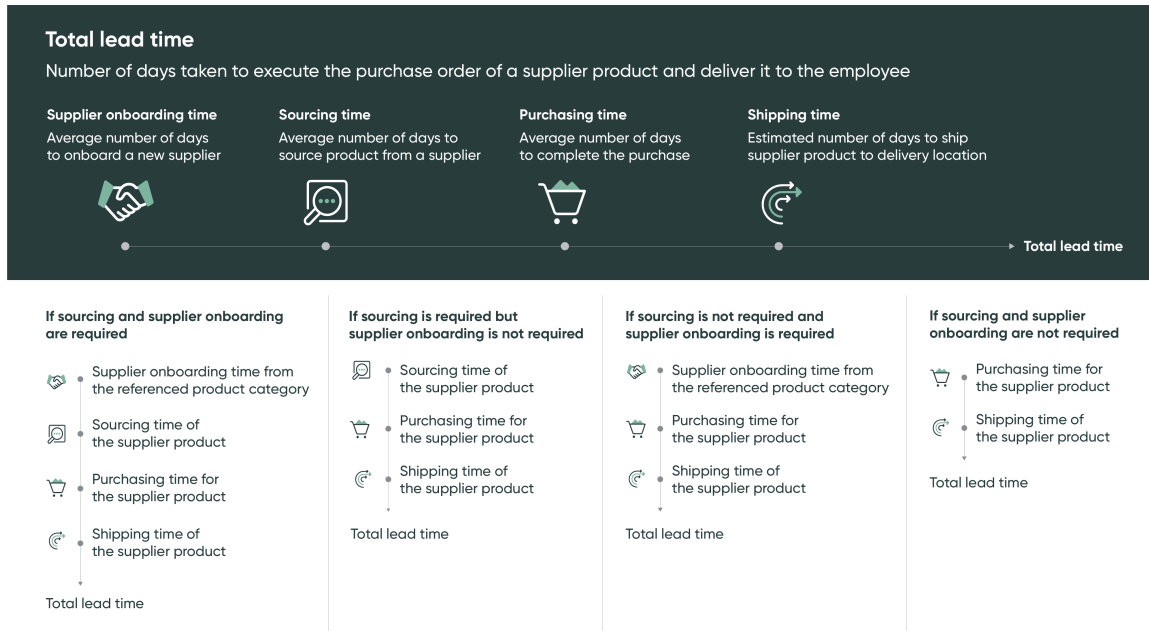 Total lead time
Number of days taken to execute the purchase order of a supplier product and deliver it to the employee
Supplier onboarding time
Average number of days
to onboard a new supplier
Sourcing time
Average number of days to
source product from a supplier
Purchasing time
Average number of days
to complete the purchase
Shipping time
Estimated number of days to ship
supplier product to delivery location
Total lead time
If sourcing and supplier onboarding
are required
Supplier onboarding time from
the referenced product category
Sourcing time of
the supplier product
Purchasing time for
the supplier product
Shipping time of
the supplier product
Total lead time
If sourcing is required but
supplier onboarding is not required
Sourcing time of
the supplier product
Purchasing time for
the supplier product
Shipping time of
the supplier product
Total lead time
If sourcing is not required and
supplier onboarding is required
Supplier onboarding time from
the referenced product category
Purchasing time for
the supplier product
Shipping time of
the supplier product
Total lead time
If sourcing and supplier
onboarding are not required
Purchasing time for
the supplier product
Shipping time of
the supplier product
Total lead time